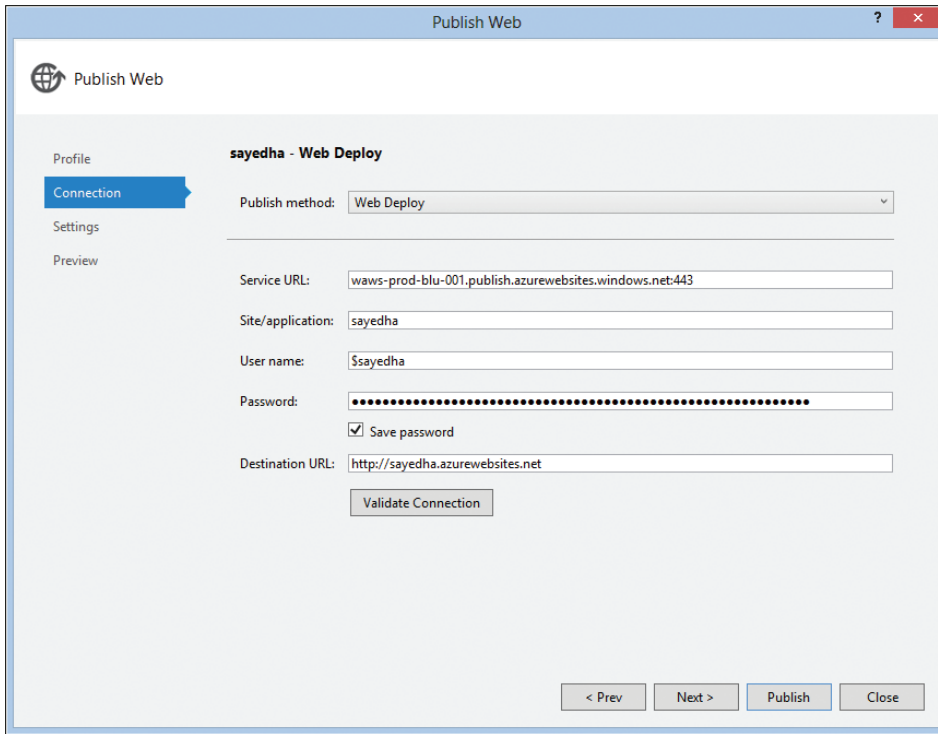 Publish Web
?
Publish Web
Profile
Connection
Settings
Preview
sayedha - Web Deploy
Publish method: Web Deploy
Service URL: waws-prod-blu-001.publish.azurewebsites.windows.net:443
Site/application: sayedha
User name: $sayedha
Password: ••••••••••••••••••••••••••••••••••••••••••••••••••••••••••••
Save password
Destination URL: http://sayedha.azurewebsites.net
Validate Connection
< Prev Next > Publish Close